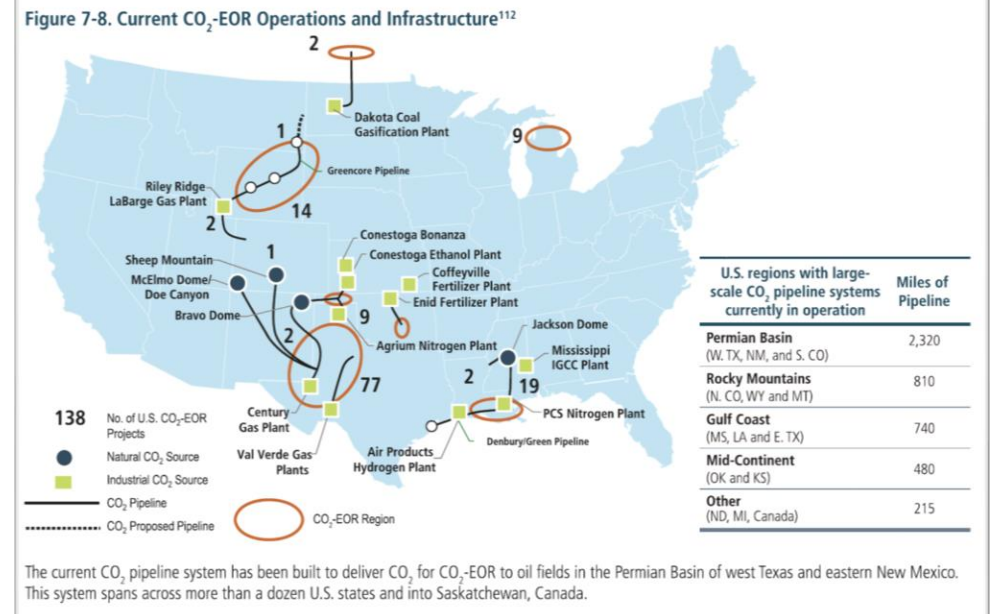 Figure 7-8. Current CO₂-EOR Operations and Infrastructure¹¹²
2
Dakota Coal
Gasification Plant
1
9
Greencore Pipeline
Riley Ridge
LaBarge Gas Plant
14
2
Conestoga Bonanza
1
Conestoga Ethanol Plant
Sheep Mountain
Coffeyville
Fertilizer Plant
McElmo Dome/
Doe Canyon
Enid Fertilizer Plant
Bravo Dome
9
2
Agrium Nitrogen Plant
Jackson Dome
Mississippi
IGCC Plant
77
2
19
Century
Gas Plant
PCS Nitrogen Plant
Val Verde Gas
Plants
Air Products
Hydrogen Plant
Denbury/Green Pipeline
138 No. of U.S. CO₂-EOR
Projects
Natural CO₂ Source
Industrial CO₂ Source
CO₂ Pipeline
CO₂ Proposed Pipeline
CO₂-EOR Region
U.S. regions with large-
scale CO₂ pipeline systems
currently in operation
Miles of
Pipeline
Permian Basin 2,320
(W. TX, NM, and S. CO)
Rocky Mountains 810
(N. CO, WY and MT)
Gulf Coast 740
(MS, LA and E. TX)
Mid-Continent 480
(OK and KS)
Other 215
(ND, MI, Canada)
The current CO₂ pipeline system has been built to deliver CO₂ for CO₂-EOR to oil fields in the Permian Basin of west Texas and eastern New Mexico.
This system spans across more than a dozen U.S. states and into Saskatchewan, Canada.